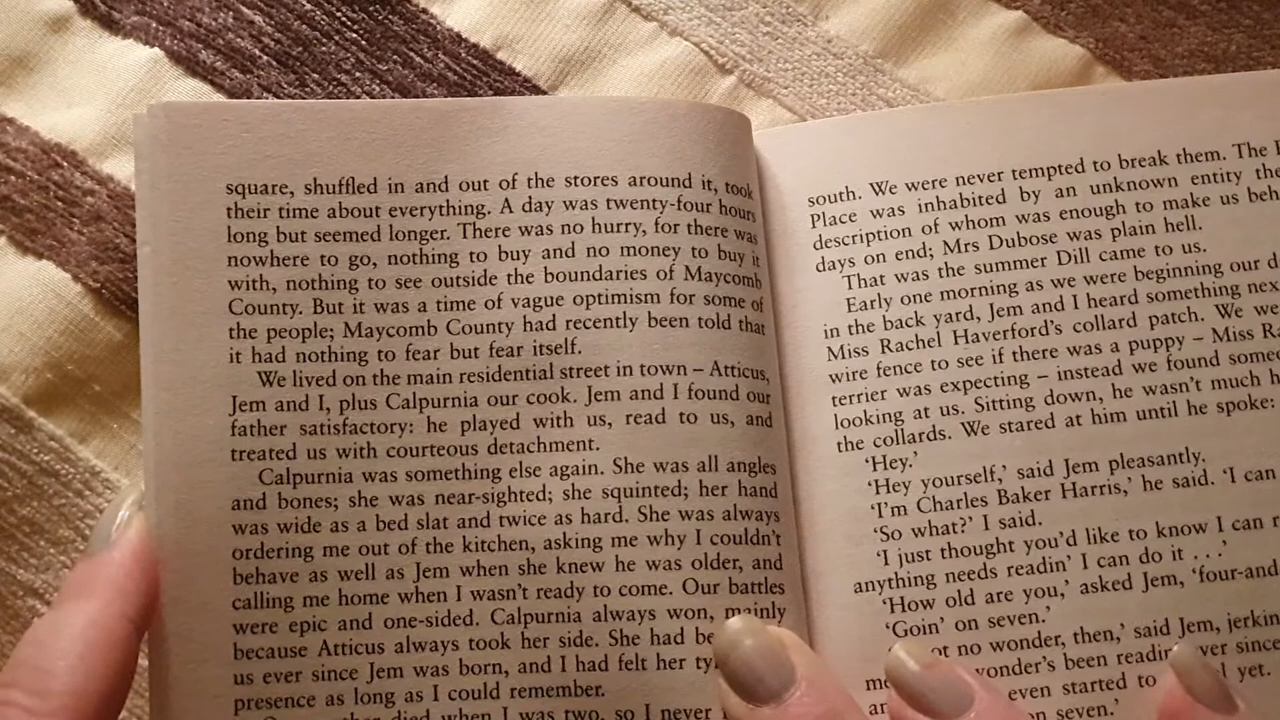 square, shuffled in and out of the stores around it, took
their time about everything. A day was twenty-four hours
long but seemed longer. There was no hurry, for there was
nowhere to go, nothing to buy and no money to buy it
with, nothing to see outside the boundaries of Maycomb
County. But it was a time of vague optimism for some of
the people; Maycomb County had recently been told that
it had nothing to fear but fear itself.
We lived on the main residential street in town – Atticus,
Jem and I, plus Calpurnia our cook. Jem and I found our
father satisfactory: he played with us, read to us, and
treated us with courteous detachment.
Calpurnia was something else again. She was all angles
and bones; she was near-sighted; she squinted; her hand
was wide as a bed slat and twice as hard. She was always
ordering me out of the kitchen, asking me why I couldn't
behave as well as Jem when she knew he was older, and
calling me home when I wasn't ready to come. Our battles
were epic and one-sided. Calpurnia always won, mainly
because Atticus always took her side. She had
us ever since Jem was born, and I had felt her
presence as long as I could remember.
died when I was two, so I never
south. We were never tempted to break them. The
Place was inhabited by an unknown entity the
description of whom was enough to make us
days on end; Mrs Dubose was plain hell.
That was the summer Dill came to us.
Early one morning as we were beginning our
in the back yard, Jem and I heard something
Miss Rachel Haverford's collard patch. We
wire fence to see if there was a puppy – Miss
terrier was expecting – instead we found
looking at us. Sitting down, he wasn't much
the collards. We stared at him until he spoke:
‘Hey.’
‘Hey yourself,’ said Jem pleasantly.
‘I'm Charles Baker Harris,’ he said. ‘I can
‘So what?’ I said.
‘I just thought you'd like to know I can
anything needs readin’ I can do it . . .’
‘How old are you,’ asked Jem, ‘four-and
‘Goin’ on seven.’
no wonder, then,’ said Jem,
wonder's been since
even started to yet.
seven.’